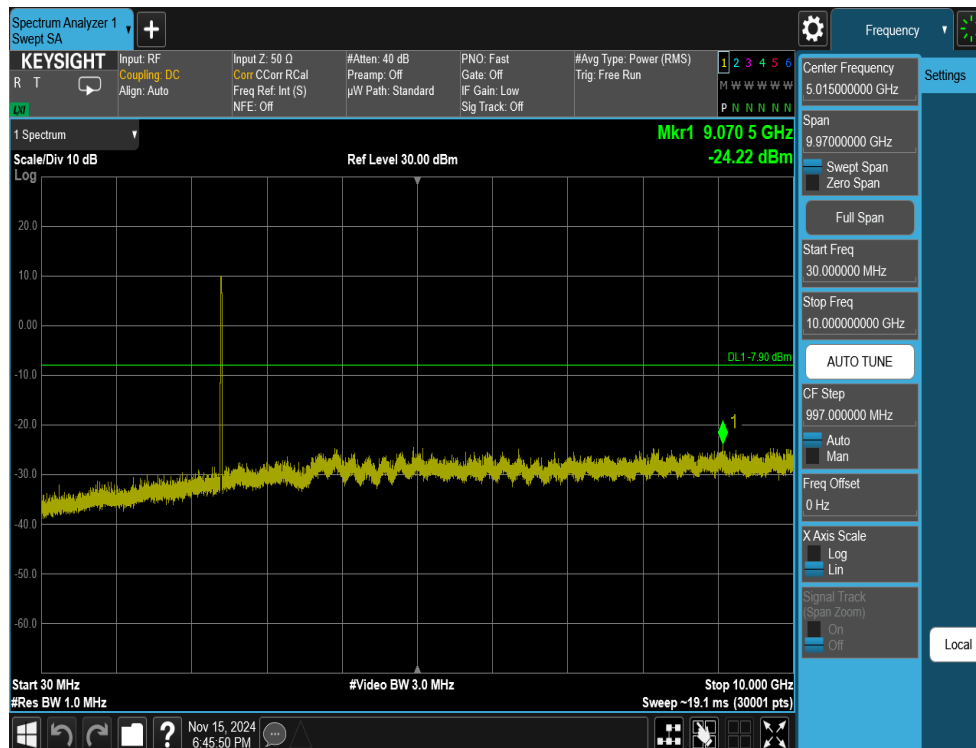 Spectrum Analyzer 1
Swept SA
Frequency
KEYSIGHT
R T
LXI
Input: RF
Coupling: DC
Align: Auto
Input Z: 50 Ω
Corr CCorr RCal
Freq Ref: Int (S)
NFE: Off
#Atten: 40 dB
Preamp: Off
µW Path: Standard
PNO: Fast
Gate: Off
IF Gain: Low
Sig Track: Off
#Avg Type: Power (RMS)
Trig: Free Run
1 2 3 4 5 6
M W W W W W
P N N N N N
1 Spectrum
Scale/Div 10 dB
Log
Ref Level 30.00 dBm
Mkr1 9.070 5 GHz
-24.22 dBm
20.0
10.0
0.00
DL1 -7.90 dBm
-10.0
-20.0
1
-30.0
-40.0
-50.0
-60.0
Start 30 MHz
#Res BW 1.0 MHz
#Video BW 3.0 MHz
Stop 10.000 GHz
Sweep ~19.1 ms (30001 pts)
Nov 15, 2024
6:45:50 PM
Center Frequency
5.015000000 GHz
Span
9.97000000 GHz
Swept Span
Zero Span
Full Span
Start Freq
30.000000 MHz
Stop Freq
10.000000000 GHz
AUTO TUNE
CF Step
997.000000 MHz
Auto
Man
Freq Offset
0 Hz
X Axis Scale
Log
Lin
Signal Track
(Span Zoom)
On
Off
Settings
Local